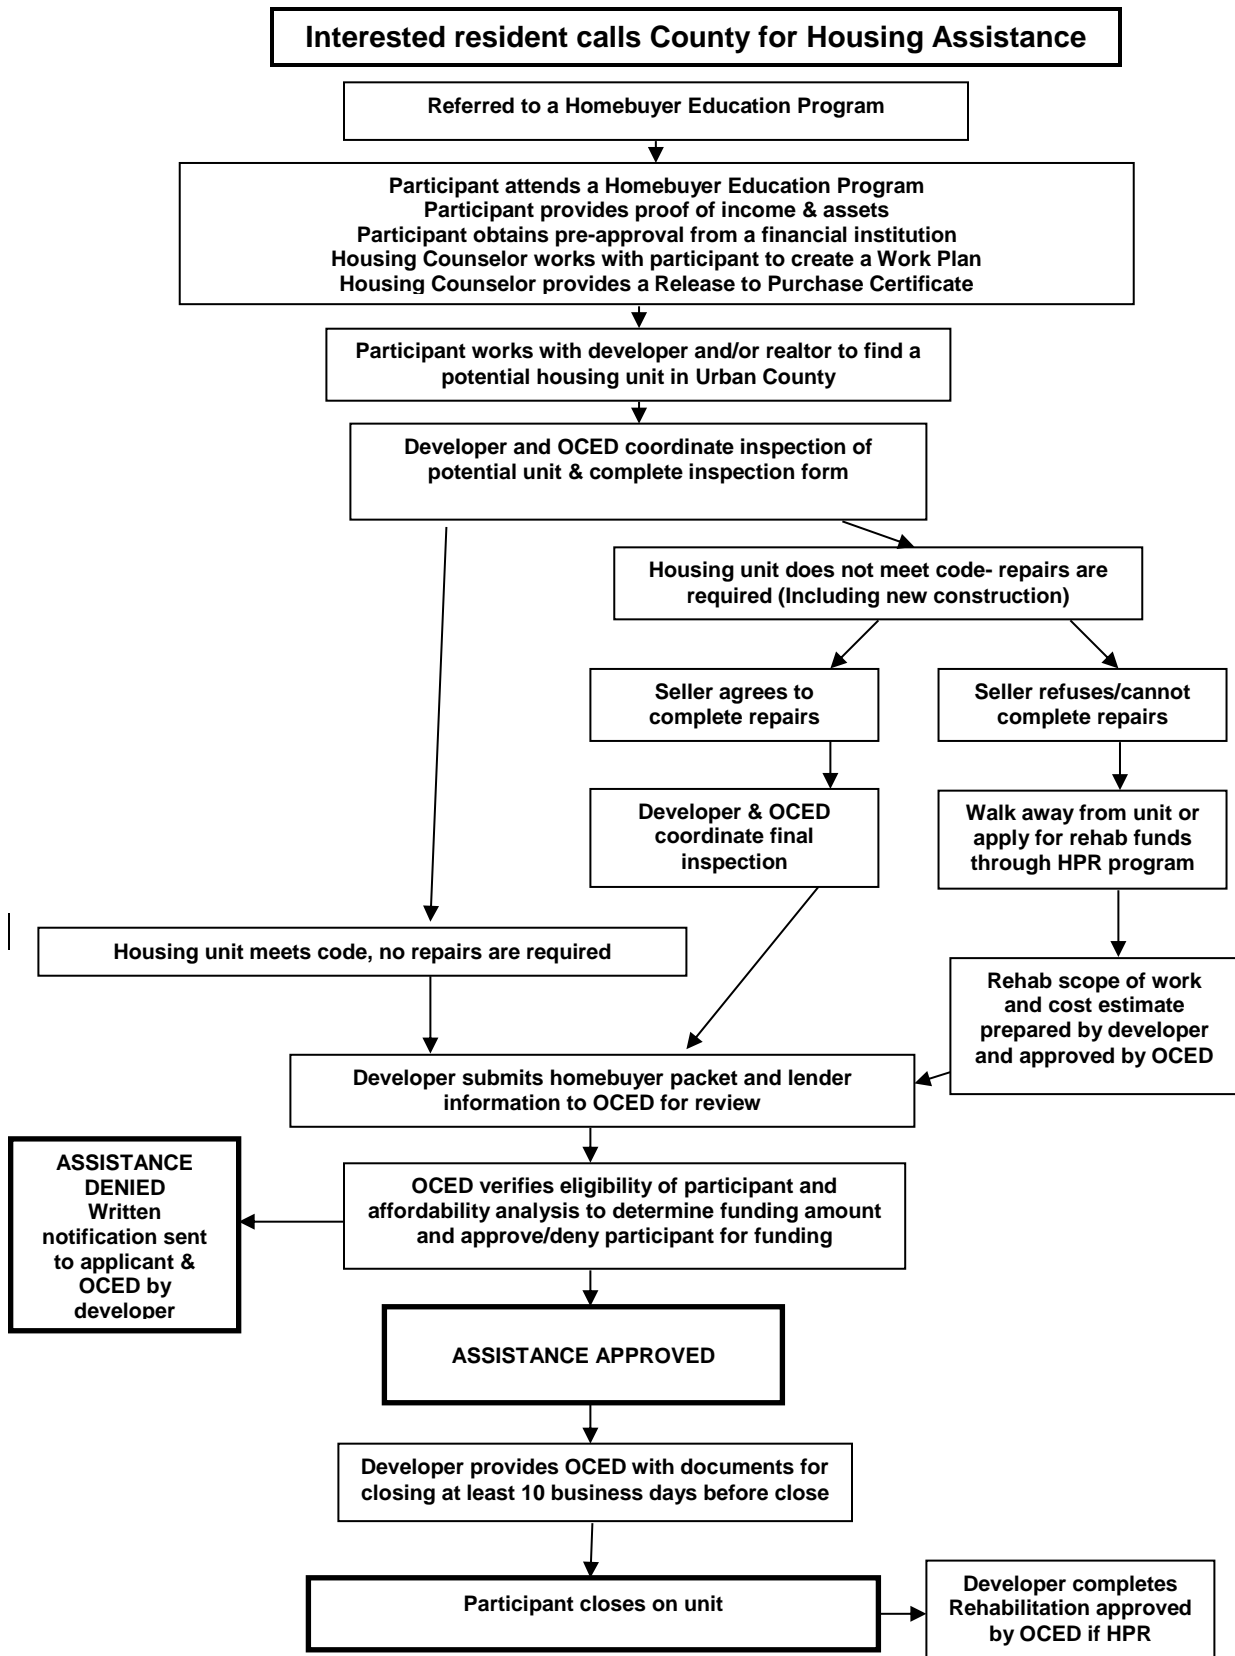 Interested resident calls County for Housing Assistance
Referred to a Homebuyer Education Program
Participant attends a Homebuyer Education Program
Participant provides proof of income & assets
Participant obtains pre-approval from a financial institution
Housing Counselor works with participant to create a Work Plan
Housing Counselor provides a Release to Purchase Certificate
Participant works with developer and/or realtor to find a
potential housing unit in Urban County
Developer and OCED coordinate inspection of
potential unit & complete inspection form
Housing unit does not meet code- repairs are
required (Including new construction)
Seller agrees to
complete repairs
Seller refuses/cannot
complete repairs
Developer & OCED
coordinate final
inspection
Walk away from unit or
apply for rehab funds
through HPR program
Housing unit meets code, no repairs are required
Rehab scope of work
and cost estimate
prepared by developer
and approved by OCED
Developer submits homebuyer packet and lender
information to OCED for review
ASSISTANCE
DENIED
Written
notification sent
to applicant &
OCED by
developer
OCED verifies eligibility of participant and
affordability analysis to determine funding amount
and approve/deny participant for funding
ASSISTANCE APPROVED
Developer provides OCED with documents for
closing at least 10 business days before close
Participant closes on unit
Developer completes
Rehabilitation approved
by OCED if HPR